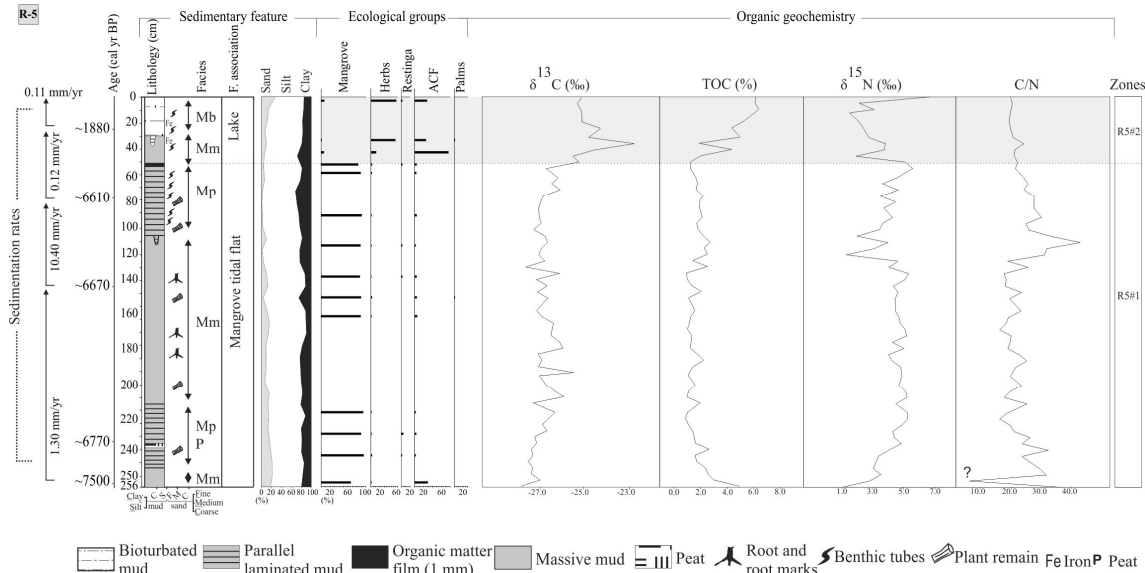 R-5
Sedimentary feature
Ecological groups
Organic geochemistry
Age (cal yr BP)
Lithology (cm)
Facies
F. association
Sand
Silt
Clay
Mangrove
Herbs
Restinga
ACF
Palms
δ13 C (‰)
TOC (%)
δ15 N (‰)
C/N
Zones
Sedimentation rates
0.11 mm/yr
0.12 mm/yr
10.40 mm/yr
1.30 mm/yr
~1880
~6610
~6670
~6770
~7500
0
20
40
60
80
100
120
140
160
180
200
220
240
250
256
Fe
Fe
Mb
Mm
Mp
Mm
Mp
P
Mm
Lake
Mangrove tidal flat
R5#2
R5#1
?
Clay
Silt
mud
C S F M C
sand
Fine
Medium
Coarse
0 20 40 60 80 100
(%)
20 60 100
(%)
20 60
20
20 60
20
(%)
-27.0 -25.0 -23.0
0.0 2.0 4.0 6.0
1.0 3.0 5.0 7.0
10.0 20.0 30.0 40.0
Bioturbated mud
Parallel laminated mud
Organic matter film (1 mm)
Massive mud
Peat
Root and root marks
Benthic tubes
Plant remain
Fe Iron
P Peat